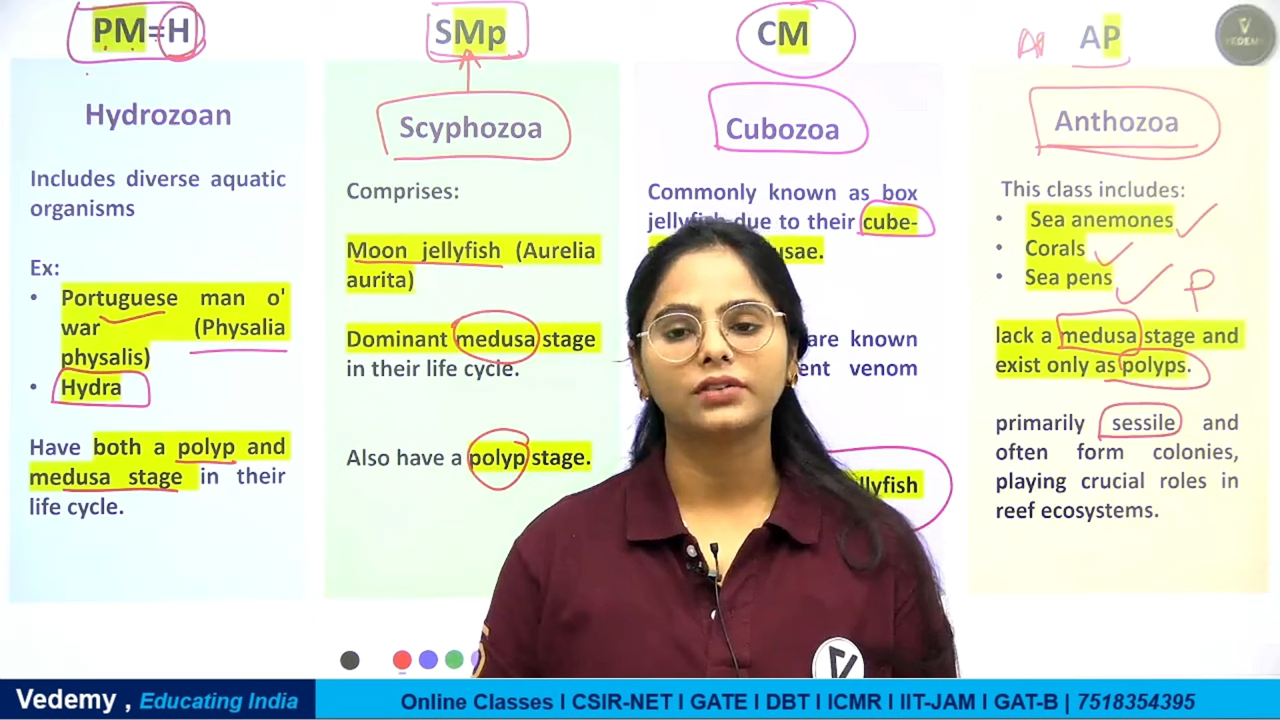 PM=H
SMp
CM
AP
VEDEMY
Hydrozoan
Includes diverse aquatic
organisms
Ex:
• Portuguese man o'
war (Physalia
physalis)
• Hydra
Have both a polyp and
medusa stage in their
life cycle.
Scyphozoa
Comprises:
Moon jellyfish (Aurelia
aurita)
Dominant medusa stage
in their life cycle.
Also have a polyp stage.
Cubozoa
Commonly known as box
jellyfish due to their cube-
are known
venom
Anthozoa
This class includes:
• Sea anemones
• Corals
• Sea pens
P
lack a medusa stage and
exist only as polyps.
primarily sessile and
often form colonies,
playing crucial roles in
reef ecosystems.
Vedemy , Educating India
Online Classes I CSIR-NET I GATE I DBT I ICMR I IIT-JAM I GAT-B | 7518354395